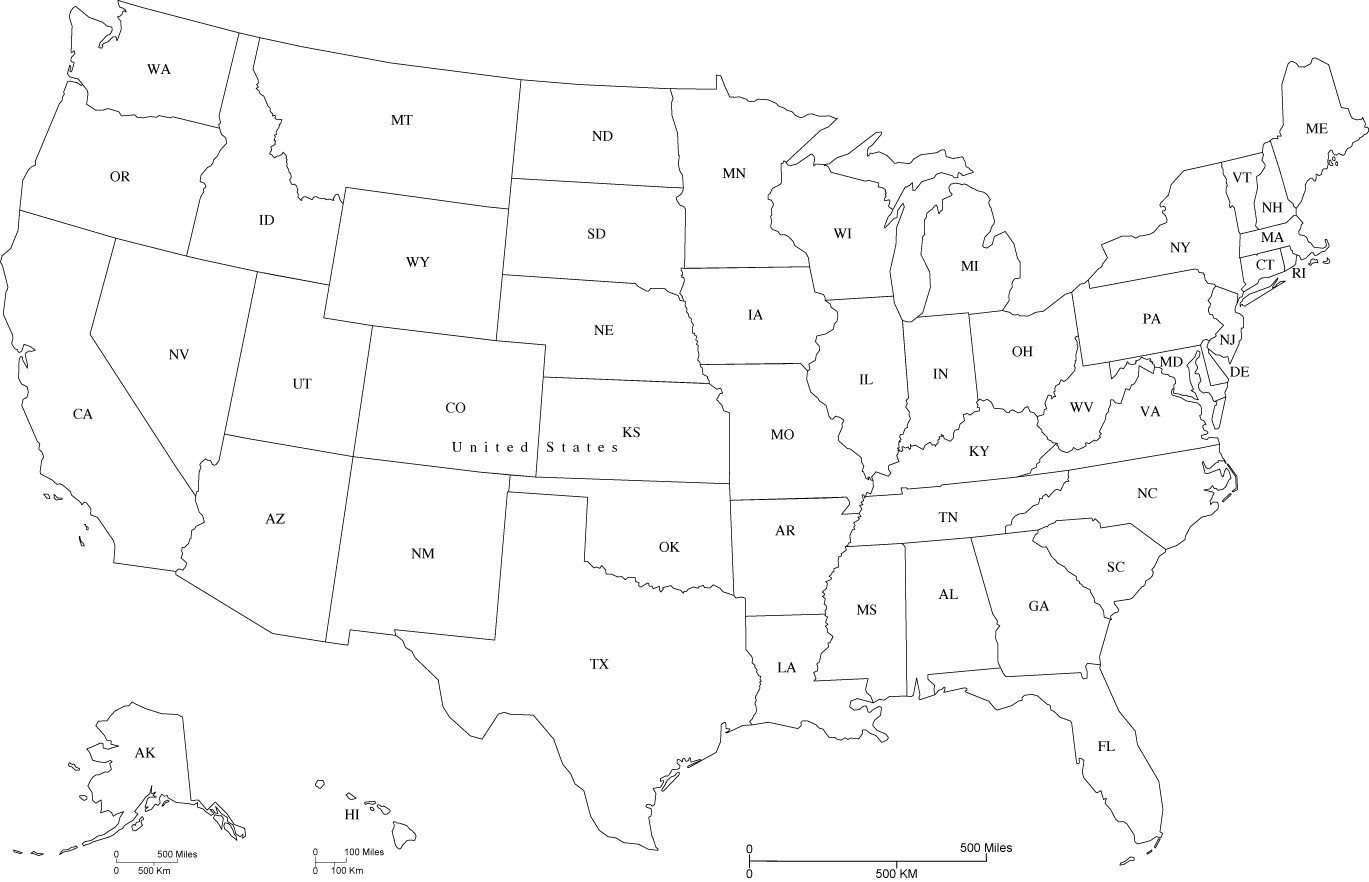 WA
MT
ND
ME
MN
OR
VT
NH
ID
SD
WI
NY
MA
WY
MI
CT
RI
IA
PA
NE
NJ
NV
OH
MD
UT
IL
IN
DE
CA
CO
WV
VA
KS
MO
United States
KY
NC
AZ
TN
AR
NM
OK
SC
AL
MS
GA
TX
LA
FL
AK
HI
0 500 Miles
0 500 Km
0 100 Miles
0 100 Km
0 500 Miles
0 500 KM